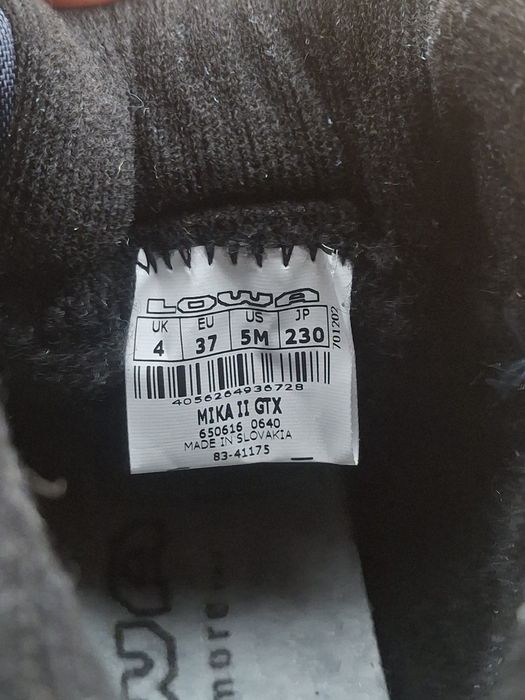 LOWA
UK EU US JP
4 37 5M 230
701202
4056264936728
MIKA II GTX
650616 0640
MADE IN SLOVAKIA
83-41175